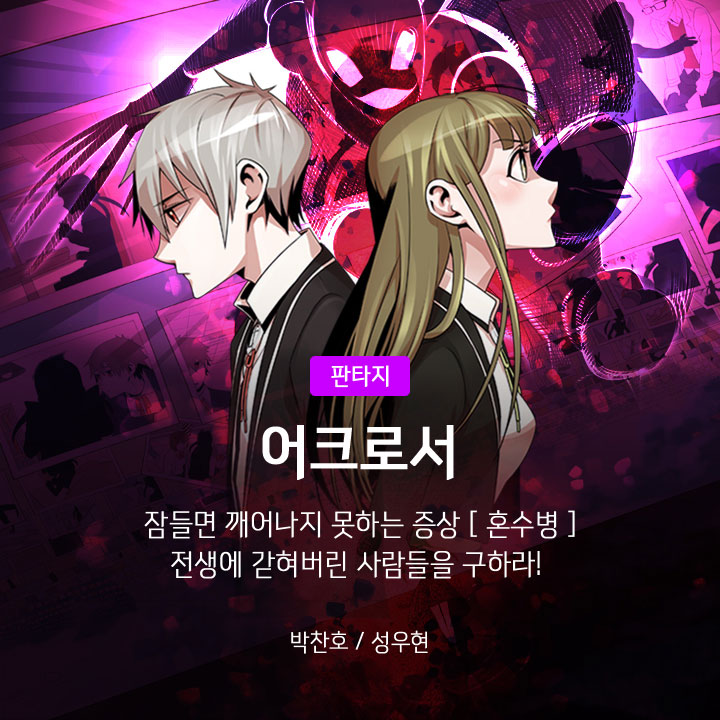 판타지
어크로서
잠들면 깨어나지 못하는 증상 [ 혼수병 ]
전생에 갇혀버린 사람들을 구하라!
박찬호 / 성우현